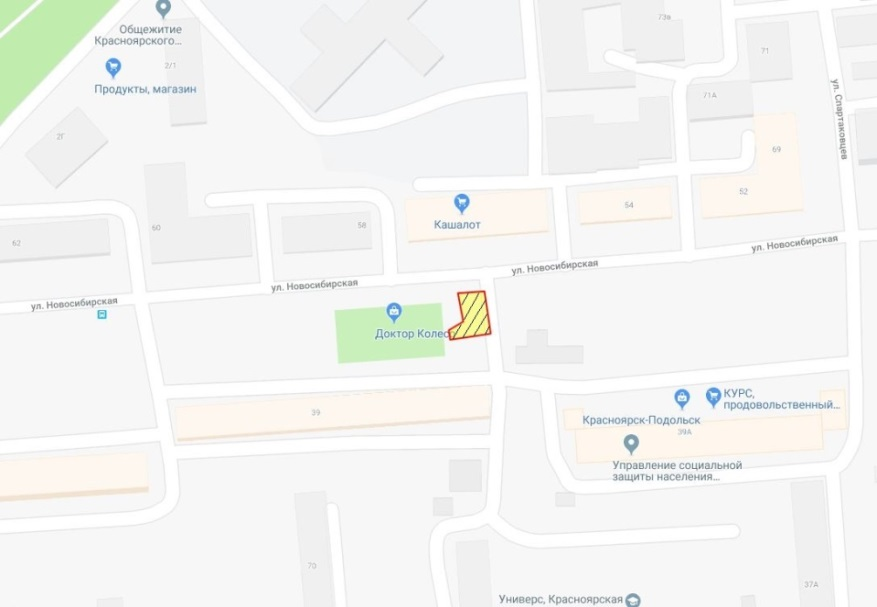 Общежитие
Красноярского...
73а
71
2/1
Продукты, магазин
71А
ул. Спартаковцев
2Г
69
52
54
Кашалот
58
60
62
ул. Новосибирская
ул. Новосибирская
ул. Новосибирская
ул. Новосибирская
Доктор Колес
КУРС,
продовольственный...
39
Красноярск-Подольск
39А
Управление социальной
защиты населения...
70
37А
Универс, Красноярская